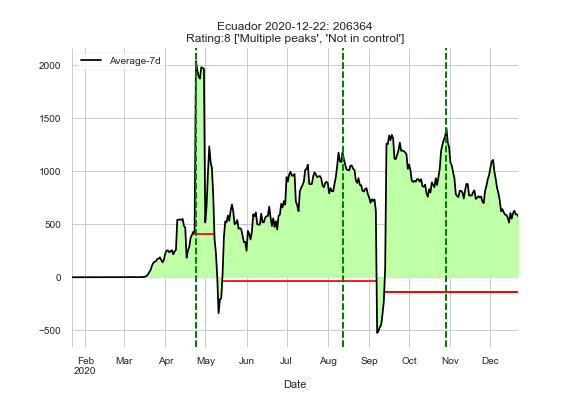 Ecuador 2020-12-22: 206364
Rating:8 ['Multiple peaks', 'Not in control']
Average-7d
2000
1500
1000
500
0
−500
Feb Mar Apr May Jun Jul Aug Sep Oct Nov Dec
2020
Date